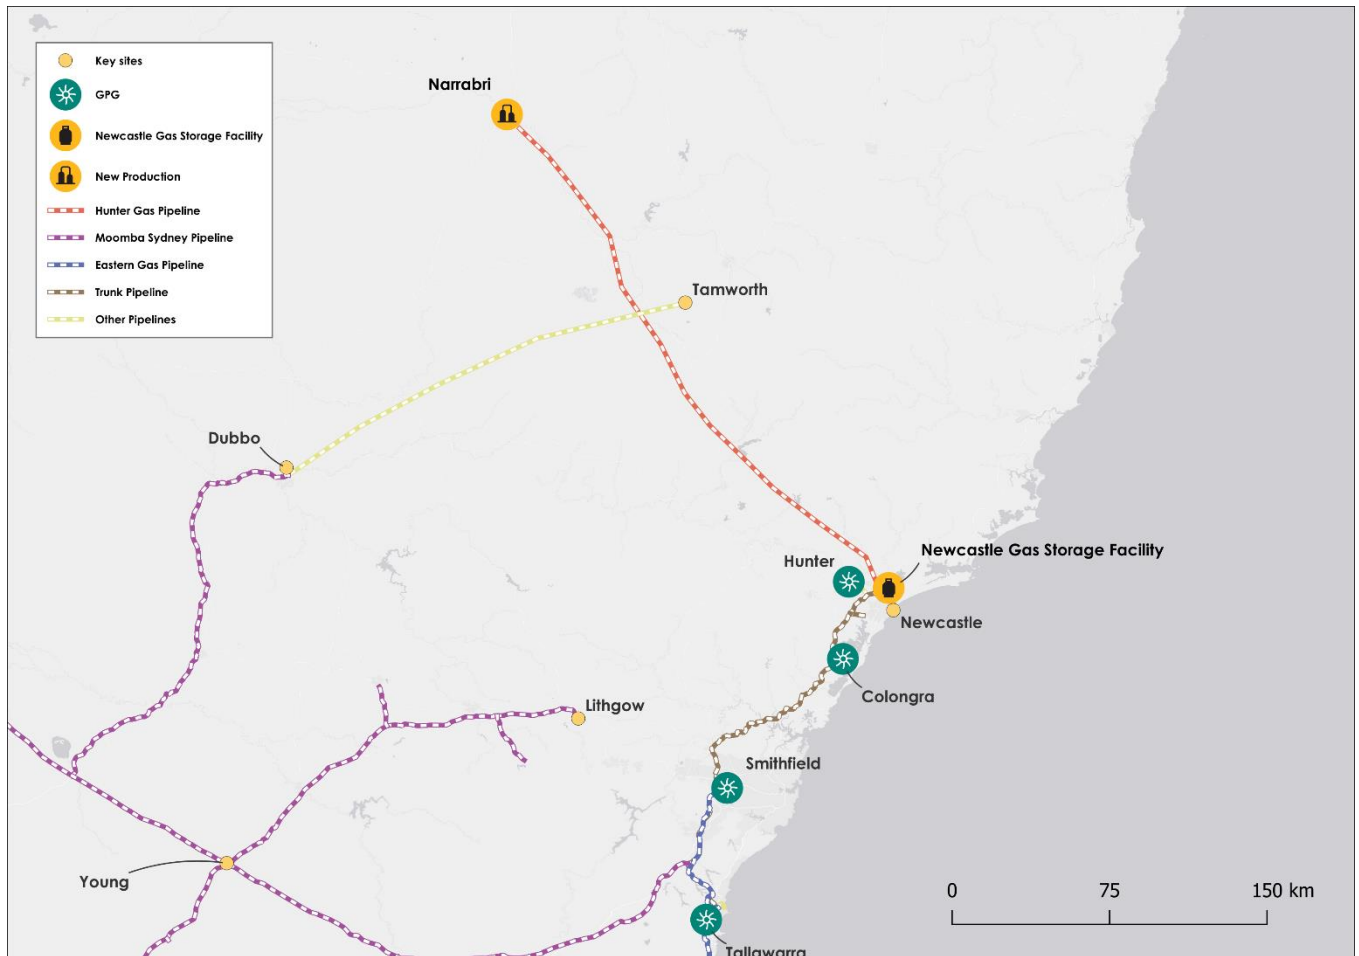 Key sites
GPG
Newcastle Gas Storage Facility
New Production
Hunter Gas Pipeline
Moomba Sydney Pipeline
Eastern Gas Pipeline
Trunk Pipeline
Other Pipelines
Narrabri
Tamworth
Dubbo
Newcastle Gas Storage Facility
Hunter
Newcastle
Colongra
Lithgow
Smithfield
Young
0 75 150 km
Tallawarra